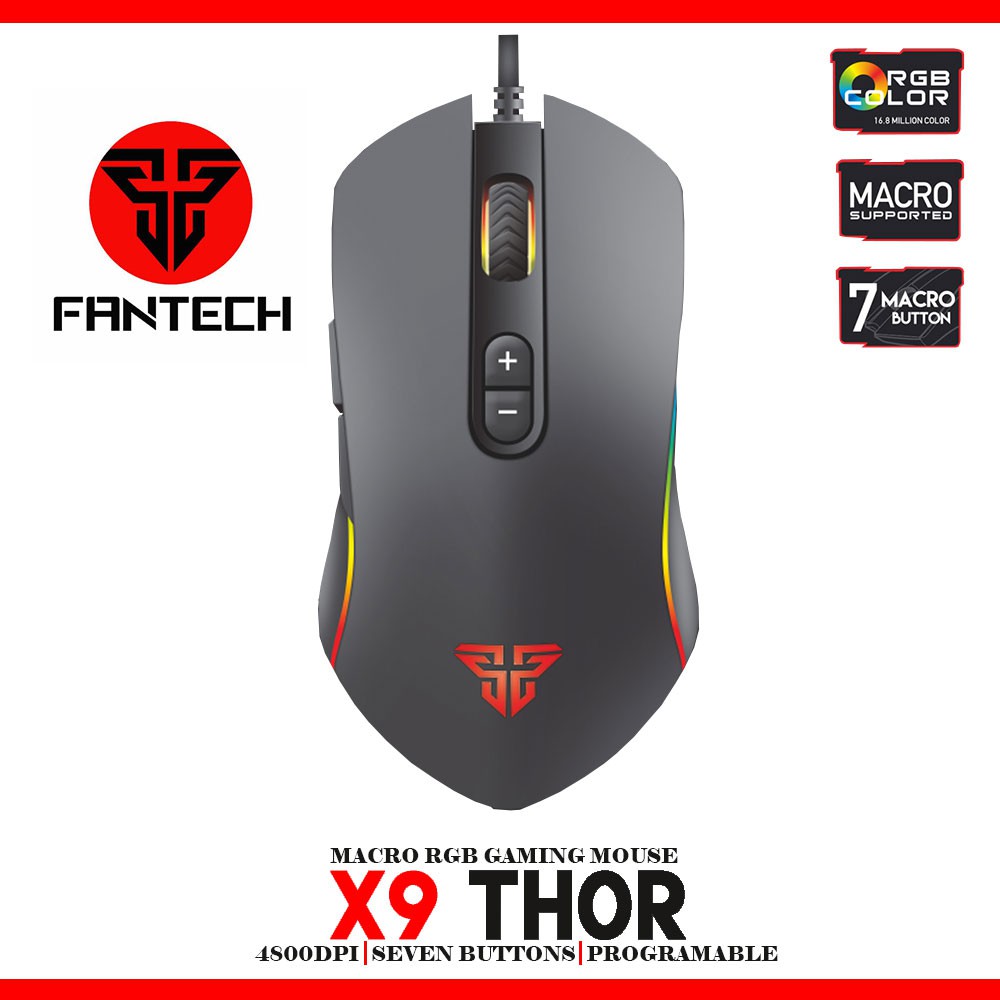 FANTECH
RGB
COLOR
16.8 MILLION COLOR
MACRO
SUPPORTED
7 MACRO
BUTTON
+
−
MACRO RGB GAMING MOUSE
X9 THOR
4800DPI|SEVEN BUTTONS|PROGRAMABLE